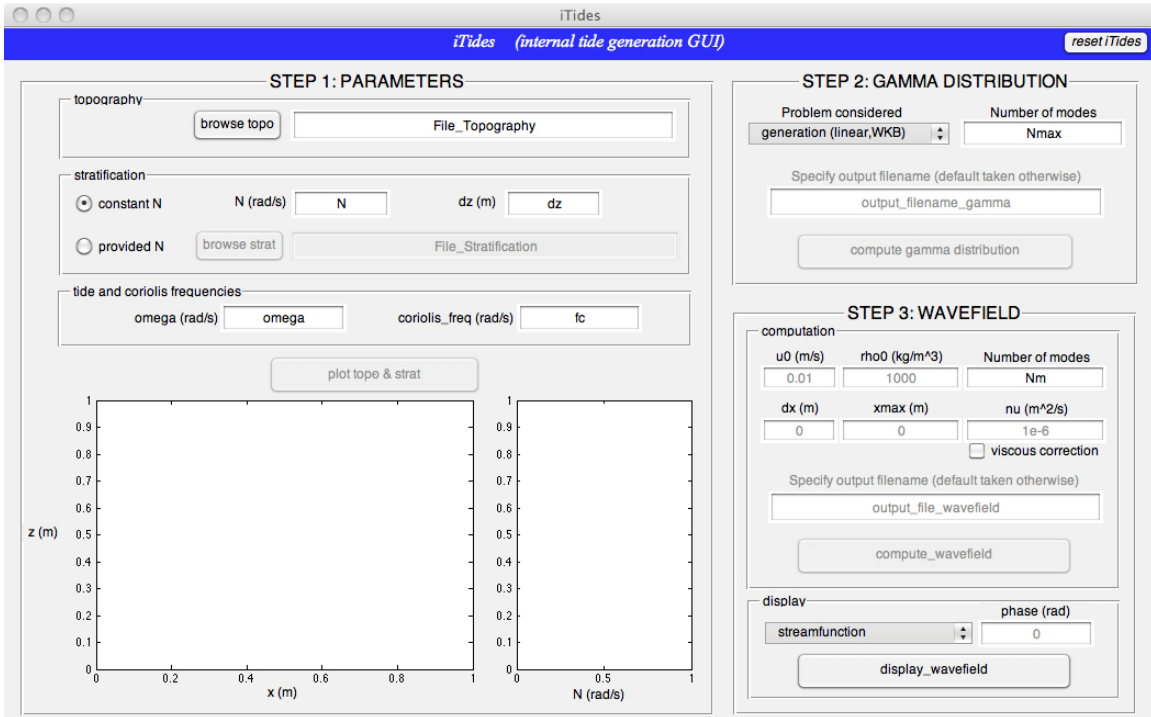 iTides
iTides (internal tide generation GUI)
reset iTides
STEP 1: PARAMETERS
topography
browse topo
File_Topography
stratification
constant N
N (rad/s)
N
dz (m)
dz
provided N
browse strat
File_Stratification
tide and coriolis frequencies
omega (rad/s)
omega
coriolis_freq (rad/s)
fc
plot topo & strat
1
0.9
0.8
0.7
0.6
0.5
0.4
0.3
0.2
0.1
0
z (m)
0 0.2 0.4 0.6 0.8 1
x (m)
1
0.9
0.8
0.7
0.6
0.5
0.4
0.3
0.2
0.1
0
0 0.5 1
N (rad/s)
STEP 2: GAMMA DISTRIBUTION
Problem considered
Number of modes
generation (linear,WKB)
Nmax
Specify output filename (default taken otherwise)
output_filename_gamma
compute gamma distribution
STEP 3: WAVEFIELD
computation
u0 (m/s) rho0 (kg/m^3) Number of modes
0.01 1000 Nm
dx (m) xmax (m) nu (m^2/s)
0 0 1e-6
viscous correction
Specify output filename (default taken otherwise)
output_file_wavefield
compute_wavefield
display
phase (rad)
streamfunction
0
display_wavefield